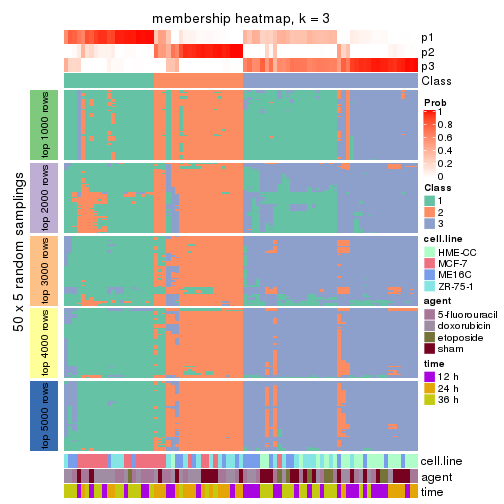 membership heatmap, k = 3
p1
p2
p3
Class
50 x 5 random samplings
top 1000 rows
top 2000 rows
top 3000 rows
top 4000 rows
top 5000 rows
cell.line
agent
time
Prob
1
0.8
0.6
0.4
0.2
0
Class
1
2
3
cell.line
HME-CC
MCF-7
ME16C
ZR-75-1
agent
5-fluorouracil
doxorubicin
etoposide
sham
time
12 h
24 h
36 h